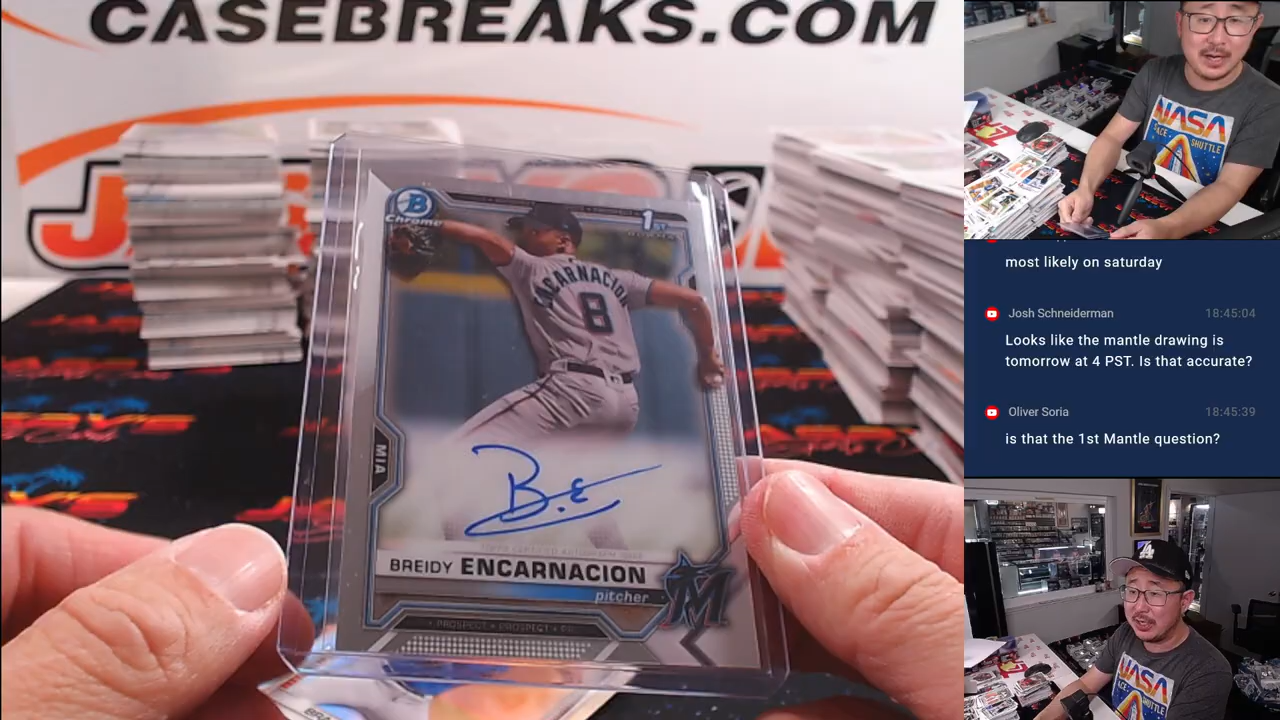 CASEBREAKS.COM
B
Chrome
1ST
ENCARNACION
8
MIA
B.E
BREIDY ENCARNACION
pitcher
M
PROSPECT • PROSPECT
NASA
SHUTTLE
most likely on saturday
Josh Schneiderman 18:45:04
Looks like the mantle drawing is
tomorrow at 4 PST. Is that accurate?
Oliver Soria 18:45:39
is that the 1st Mantle question?
LA
NASA